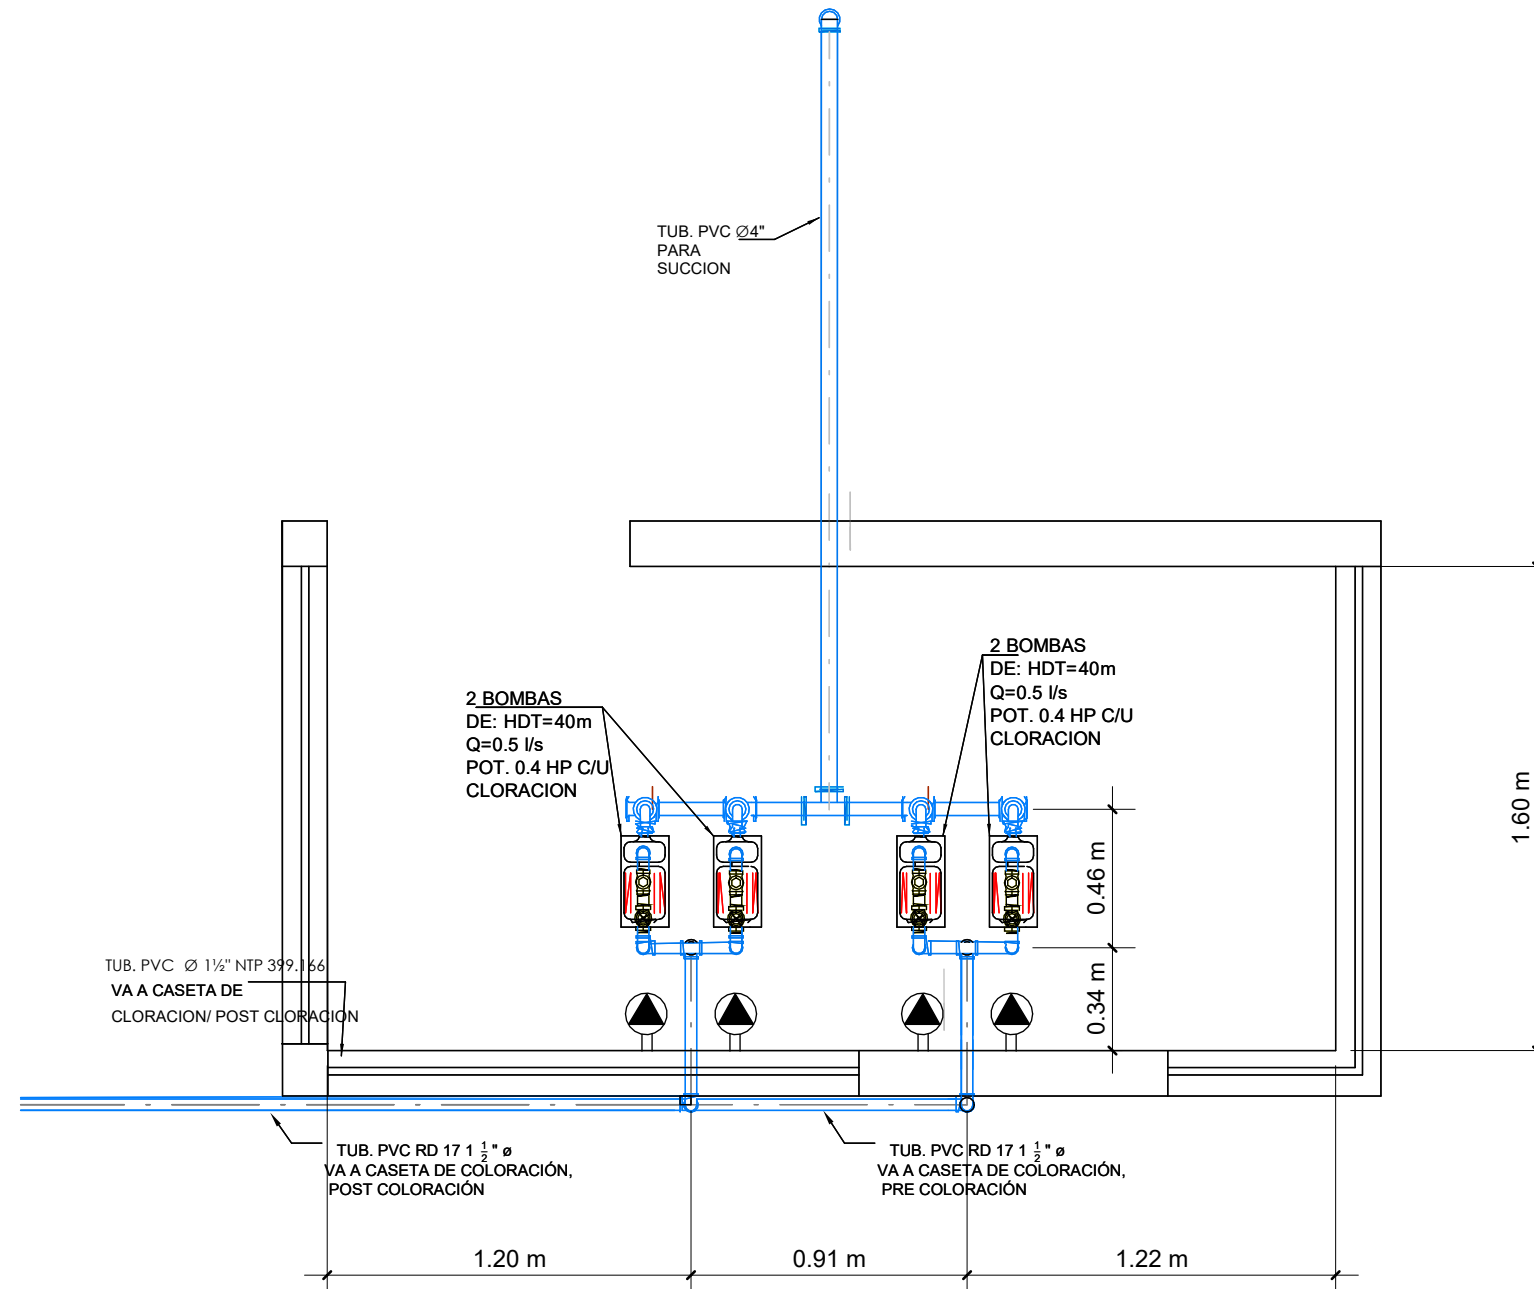 TUB. PVC Ø4"
PARA
SUCCION
2 BOMBAS
DE: HDT=40m
Q=0.5 l/s
POT. 0.4 HP C/U
CLORACION
2 BOMBAS
DE: HDT=40m
Q=0.5 l/s
POT. 0.4 HP C/U
CLORACION
1.60 m
0.46 m
0.34 m
TUB. PVC Ø 1½" NTP 399.166
VA A CASETA DE
CLORACION/ POST CLORACION
TUB. PVC RD 17 1 1/2 " ø
VA A CASETA DE COLORACIÓN,
POST COLORACIÓN
TUB. PVC RD 17 1 1/2 " ø
VA A CASETA DE COLORACIÓN,
PRE COLORACIÓN
1.20 m
0.91 m
1.22 m